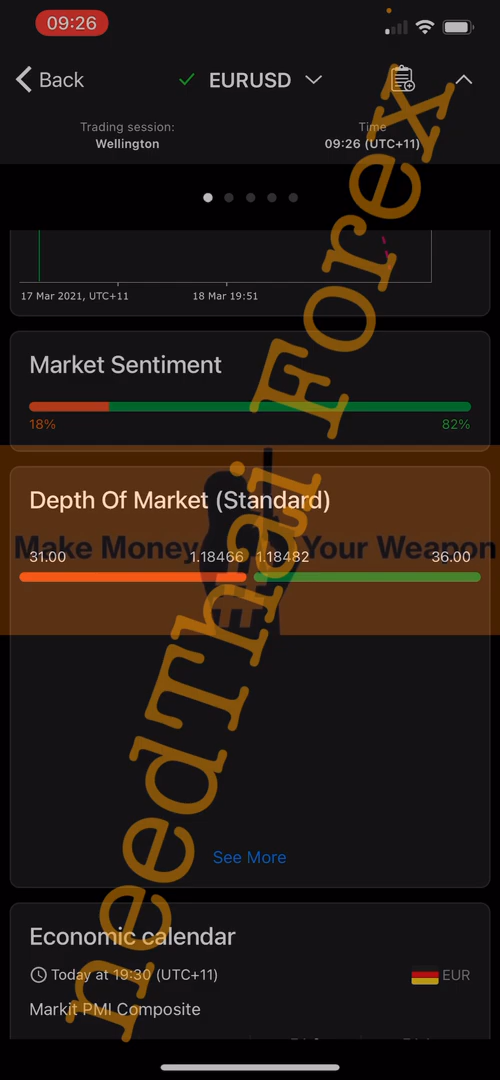 09:26
Back
EURUSD
Trading session:
Wellington
Time
09:26 (UTC+11)
17 Mar 2021, UTC+11
18 Mar 19:51
Market Sentiment
18%
82%
Depth Of Market (Standard)
Make Money Your Weapon
31.00
1.18466
1.18482
36.00
#
See More
Economic calendar
Today at 19:30 (UTC+11)
EUR
Markit PMI Composite
needThai Forex